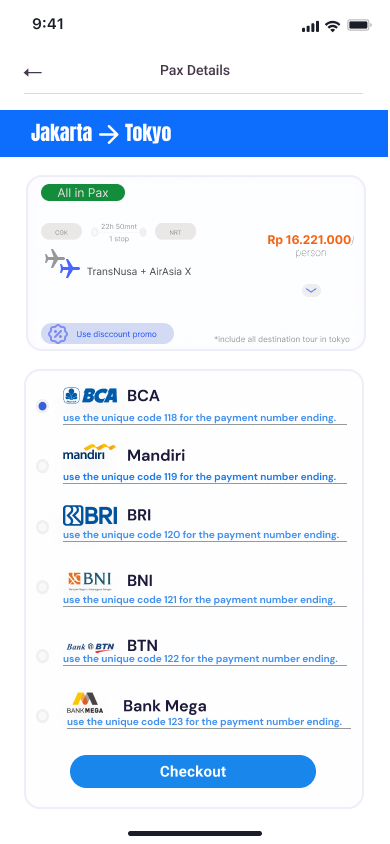 9:41
Pax Details
Jakarta → Tokyo
All in Pax
CGK
22h 50mnt
1 stop
NRT
Rp 16.221.000/
person
TransNusa + AirAsia X
Use disccount promo
*include all destination tour in tokyo
BCA BCA
use the unique code 118 for the payment number ending.
mandiri Mandiri
use the unique code 119 for the payment number ending.
BRI BRI
use the unique code 120 for the payment number ending.
BNI BNI
use the unique code 121 for the payment number ending.
Bank BTN BTN
use the unique code 122 for the payment number ending.
BANK MEGA Bank Mega
use the unique code 123 for the payment number ending.
Checkout